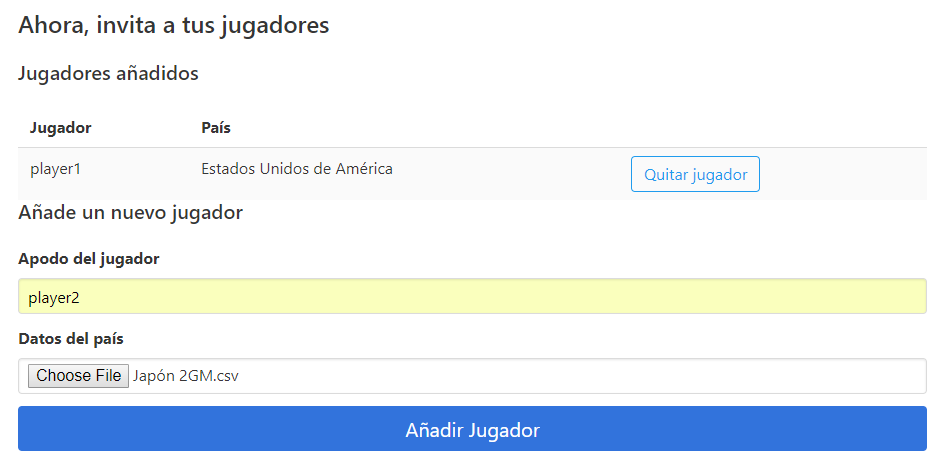 Ahora, invita a tus jugadores
Jugadores añadidos
Jugador País
player1 Estados Unidos de América Quitar jugador
Añade un nuevo jugador
Apodo del jugador
player2
Datos del país
Choose File Japón 2GM.csv
Añadir Jugador